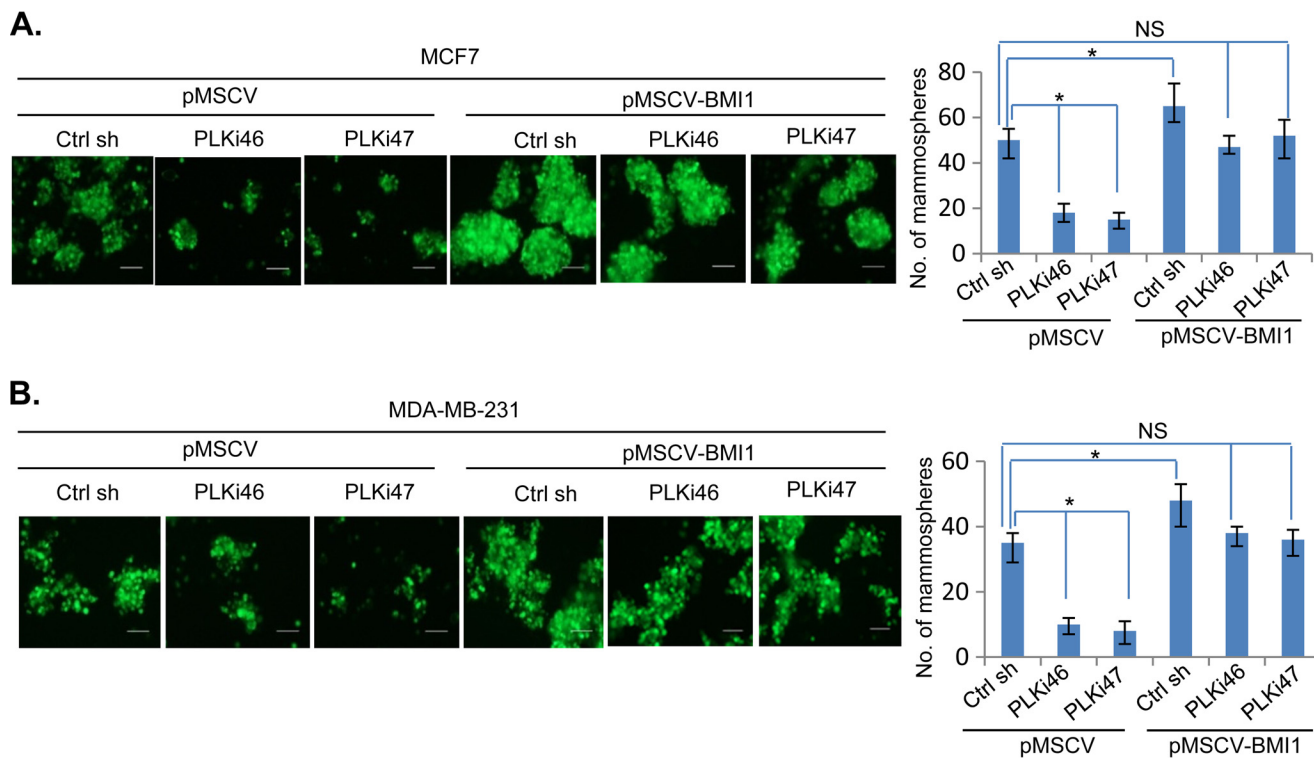 A.
MCF7
pMSCV
pMSCV-BMI1
Ctrl sh PLKi46 PLKi47 Ctrl sh PLKi46 PLKi47
No. of mammospheres
80
60
40
20
0
NS
*
*
Ctrl sh PLKi46 PLKi47 Ctrl sh PLKi46 PLKi47
pMSCV pMSCV-BMI1
B.
MDA-MB-231
pMSCV
pMSCV-BMI1
Ctrl sh PLKi46 PLKi47 Ctrl sh PLKi46 PLKi47
No. of mammospheres
60
40
20
0
NS
*
*
Ctrl sh PLKi46 PLKi47 Ctrl sh PLKi46 PLKi47
pMSCV pMSCV-BMI1